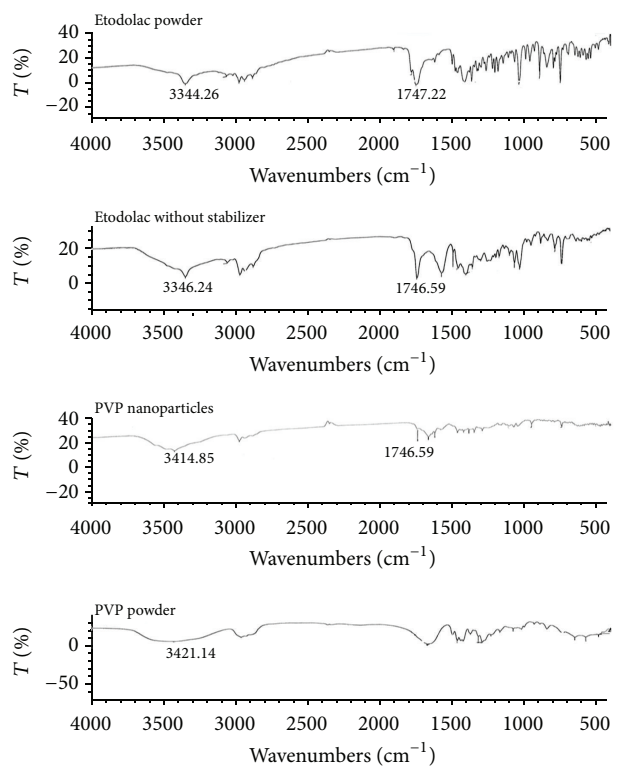 Etodolac powder
40
20
0
−20
T (%)
3344.26
1747.22
4000 3500 3000 2500 2000 1500 1000 500
Wavenumbers (cm⁻¹)
Etodolac without stabilizer
20
0
T (%)
3346.24
1746.59
4000 3500 3000 2500 2000 1500 1000 500
Wavenumbers (cm⁻¹)
PVP nanoparticles
40
20
0
−20
T (%)
3414.85
1746.59
4000 3500 3000 2500 2000 1500 1000 500
Wavenumbers (cm⁻¹)
PVP powder
0
−50
T (%)
3421.14
4000 3500 3000 2500 2000 1500 1000 500
Wavenumbers (cm⁻¹)